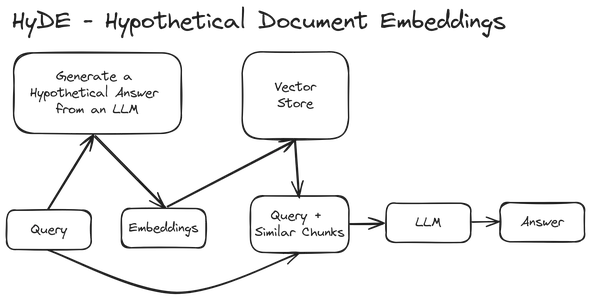 HyDE - Hypothetical Document Embeddings
Generate a
Hypothetical Answer
from an LLM
Vector
Store
Query
Embeddings
Query +
Similar Chunks
LLM
Answer